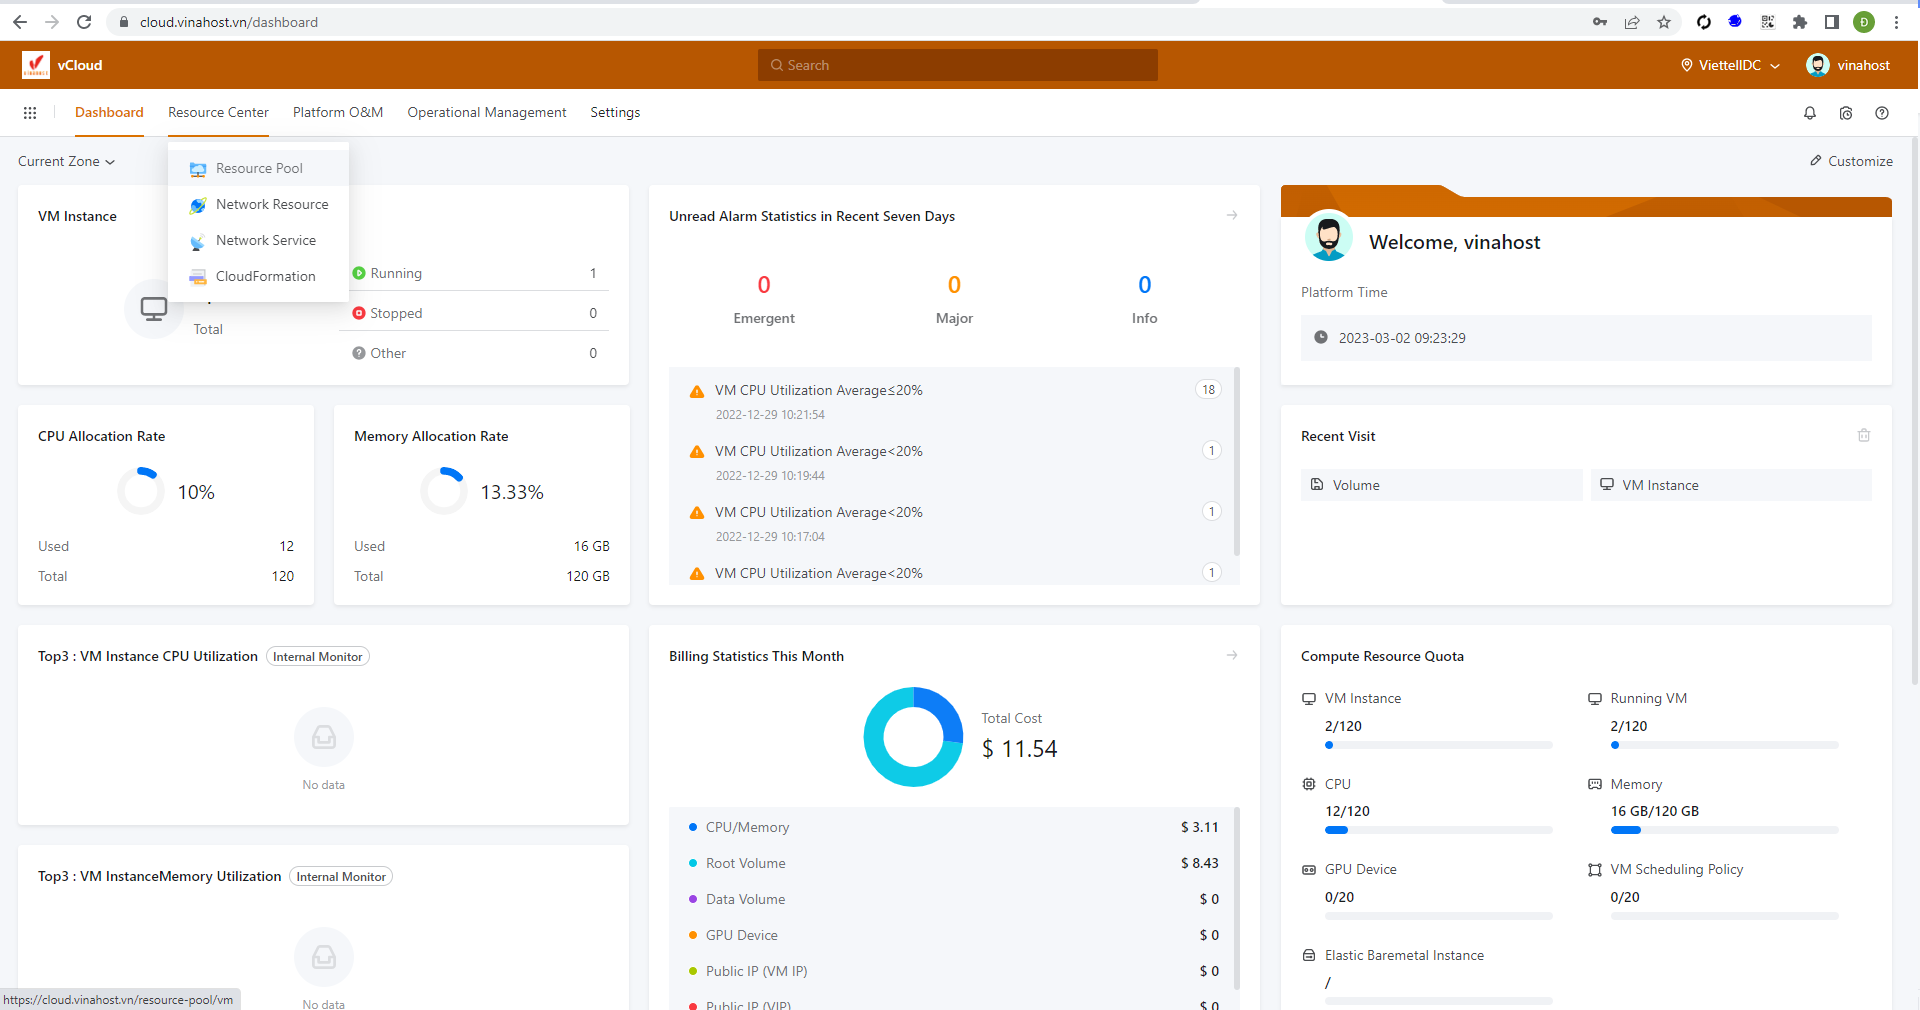 cloud.vinahost.vn/dashboard
Đ
vCloud
Search
ViettelIDC
vinahost
Dashboard
Resource Center
Platform O&M
Operational Management
Settings
Current Zone
Customize
Resource Pool
Network Resource
Network Service
CloudFormation
VM Instance
Total
Running 1
Stopped 0
Other 0
Unread Alarm Statistics in Recent Seven Days
0 0 0
Emergent Major Info
VM CPU Utilization Average≤20% 18
2022-12-29 10:21:54
VM CPU Utilization Average<20% 1
2022-12-29 10:19:44
VM CPU Utilization Average<20% 1
2022-12-29 10:17:04
VM CPU Utilization Average<20% 1
Welcome, vinahost
Platform Time
2023-03-02 09:23:29
CPU Allocation Rate
10%
Used 12
Total 120
Memory Allocation Rate
13.33%
Used 16 GB
Total 120 GB
Recent Visit
Volume
VM Instance
Top3 : VM Instance CPU Utilization Internal Monitor
No data
Top3 : VM InstanceMemory Utilization Internal Monitor
No data
Billing Statistics This Month
Total Cost
$ 11.54
CPU/Memory $ 3.11
Root Volume $ 8.43
Data Volume $ 0
GPU Device $ 0
Public IP (VM IP) $ 0
Public IP (VIP) $ 0
Compute Resource Quota
VM Instance
2/120
Running VM
2/120
CPU
12/120
Memory
16 GB/120 GB
GPU Device
0/20
VM Scheduling Policy
0/20
Elastic Baremetal Instance
/
https://cloud.vinahost.vn/resource-pool/vm